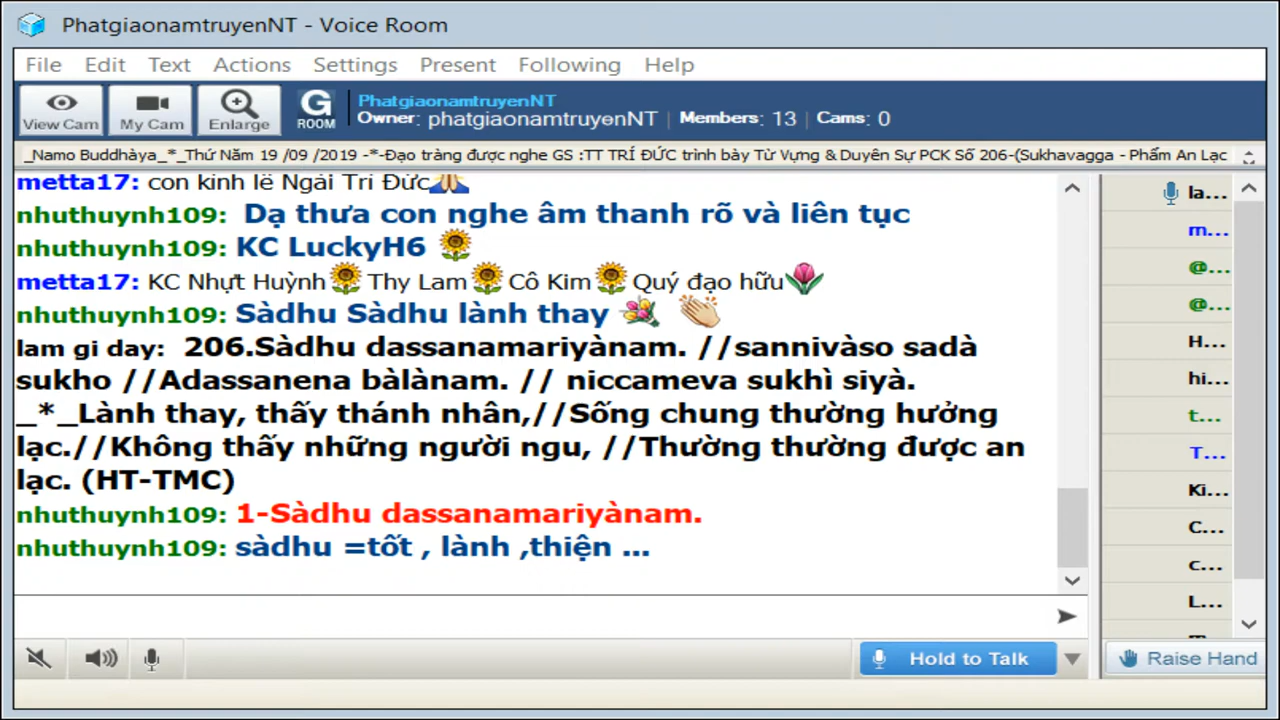 PhatgiaonamtruyenNT - Voice Room
File Edit Text Actions Settings Present Following Help
View Cam My Cam Enlarge G ROOM
PhatgiaonamtruyenNT
Owner: phatgiaonamtruyenNT | Members: 13 | Cams: 0
_Namo Buddhàya_*_Thứ Năm 19 /09 /2019 -*-Đạo tràng được nghe GS :TT TRÍ ĐỨC trình bày Từ Vựng & Duyên Sự PCK Số 206-(Sukhavagga - Phẩm An Lạc
metta17: con kính lễ Ngài Trí Đức
nhuthuynh109: Dạ thưa con nghe âm thanh rõ và liên tục
nhuthuynh109: KC LuckyH6
metta17: KC Nhựt Huỳnh Thy Lam Cô Kim Quý đạo hữu
nhuthuynh109: Sàdhu Sàdhu lành thay
lam gi day: 206.Sàdhu dassanamariyànam. //sannivàso sadà
sukho //Adassanena bàlànam. // niccameva sukhì siyà.
_*_Lành thay, thấy thánh nhân,//Sống chung thường hưởng
lạc.//Không thấy những người ngu, //Thường thường được an
lạc. (HT-TMC)
nhuthuynh109: 1-Sàdhu dassanamariyànam.
nhuthuynh109: sàdhu =tốt , lành ,thiện ...
la...
m...
@...
@...
H...
hi...
t...
T...
Ki...
C...
c...
L...
Hold to Talk
Raise Hand